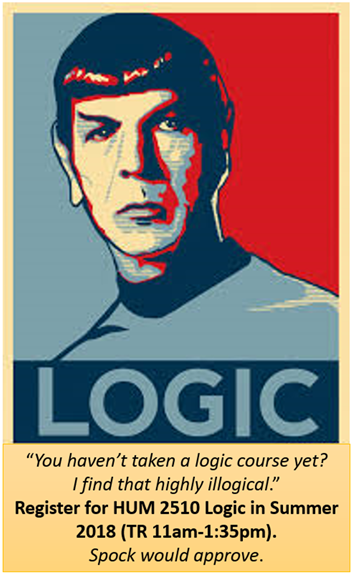 LOGIC
“You haven’t taken a logic course yet?
I find that highly illogical.”
Register for HUM 2510 Logic in Summer
2018 (TR 11am-1:35pm).
Spock would approve.